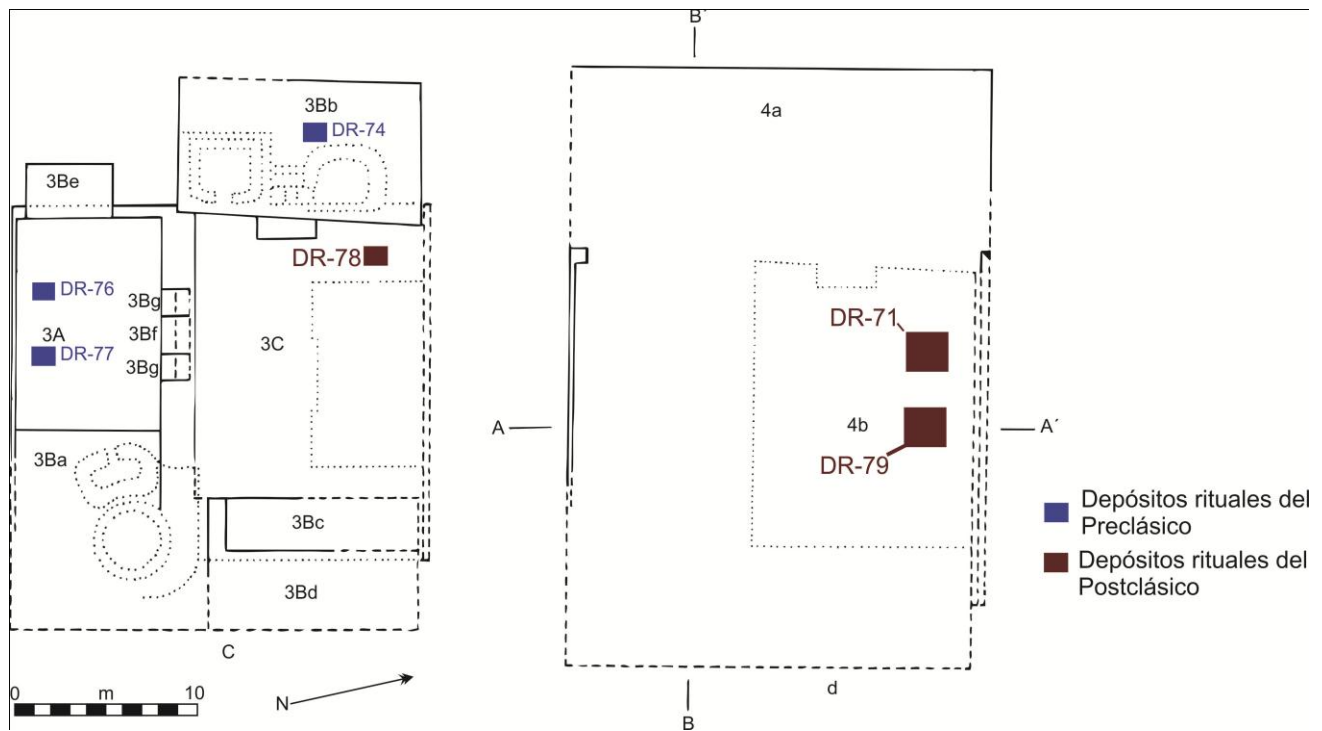 B´
3Bb
DR-74
4a
3Be
DR-78
DR-76
3Bg
3A
3Bf
3C
DR-77
3Bg
DR-71
A
4b
A´
DR-79
3Ba
3Bc
3Bd
Depósitos rituales del
Preclásico
Depósitos rituales del
Postclásico
C
d
0 m 10
N
B